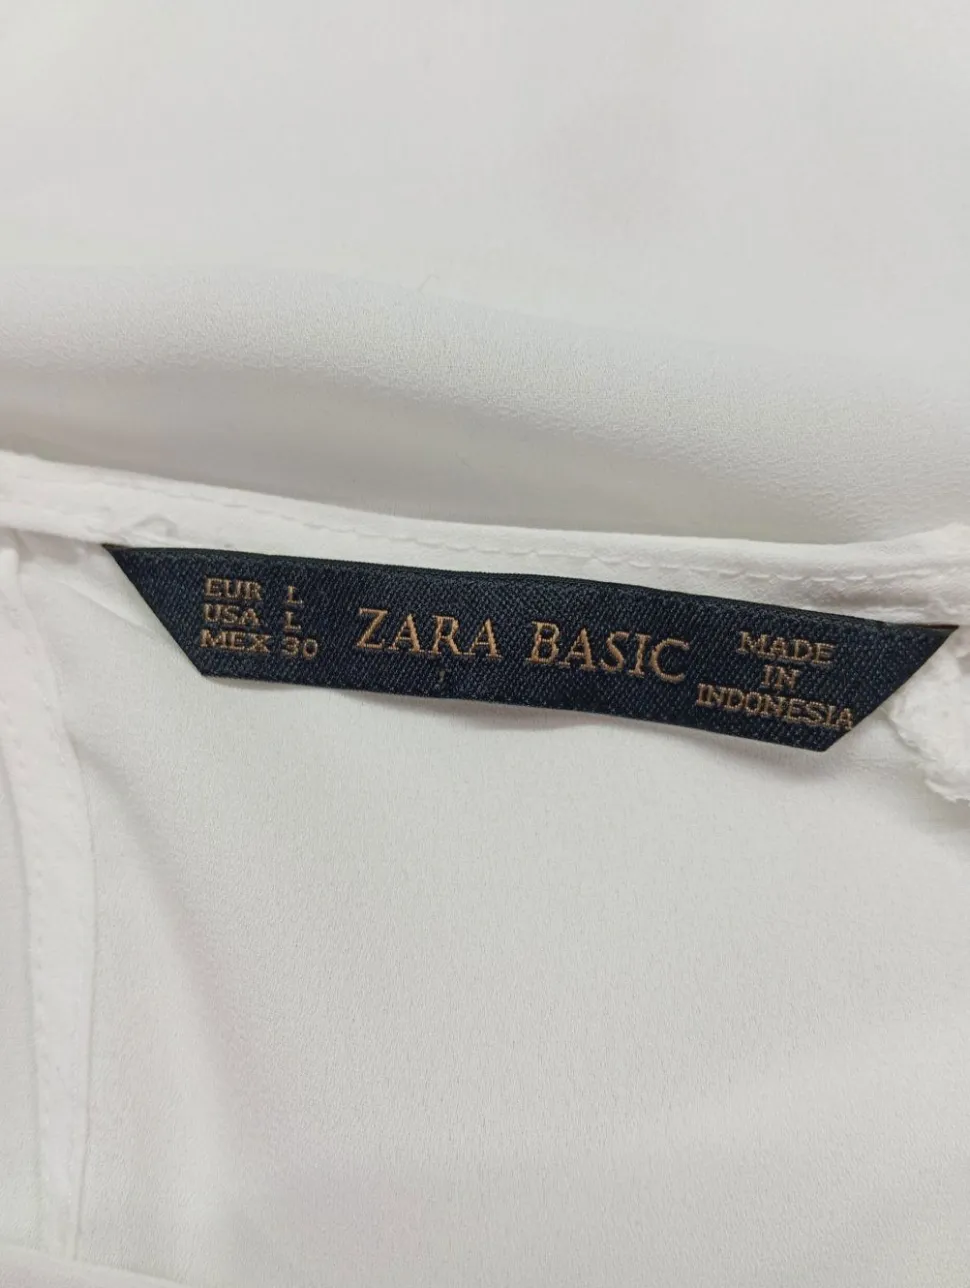 EUR L
USA L
MEX 30
ZARA BASIC
MADE
IN
INDONESIA